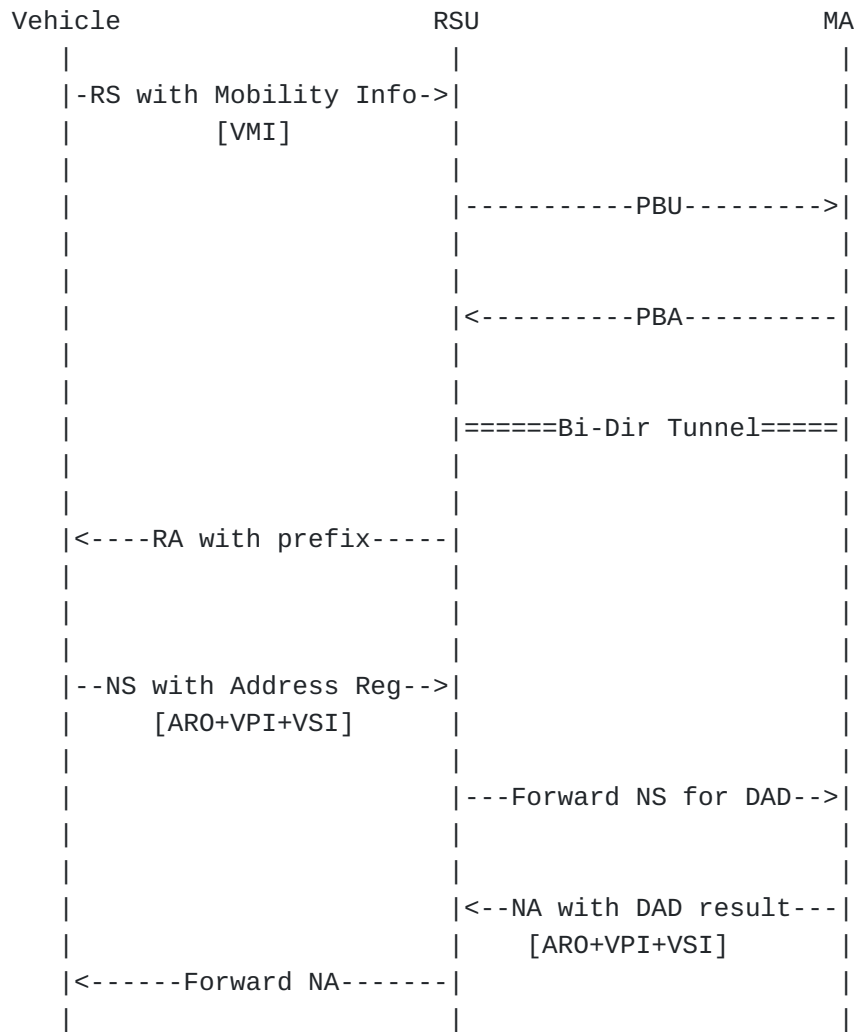 Vehicle                    RSU                     MA
   |                        |                       |
   |-RS with Mobility Info->|                       |
   |         [VMI]          |                       |
   |                        |                       |
   |                        |-----------PBU-------->|
   |                        |                       |
   |                        |                       |
   |                        |<----------PBA---------|
   |                        |                       |
   |                        |                       |
   |                        |======Bi-Dir Tunnel====|
   |                        |                       |
   |                        |                       |
   |<----RA with prefix-----|                       |
   |                        |                       |
   |                        |                       |
   |                        |                       |
   |--NS with Address Reg-->|                       |
   |     [ARO+VPI+VSI]      |                       |
   |                        |                       |
   |                        |---Forward NS for DAD->|
   |                        |                       |
   |                        |                       |
   |                        |<--NA with DAD result--|
   |                        |    [ARO+VPI+VSI]      |
   |<------Forward NA-------|                       |
   |                        |                       |